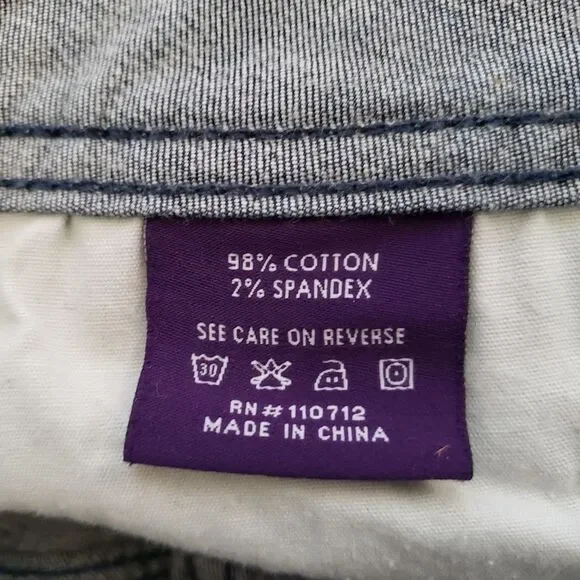 98% COTTON
2% SPANDEX
SEE CARE ON REVERSE
30
RN# 110712
MADE IN CHINA